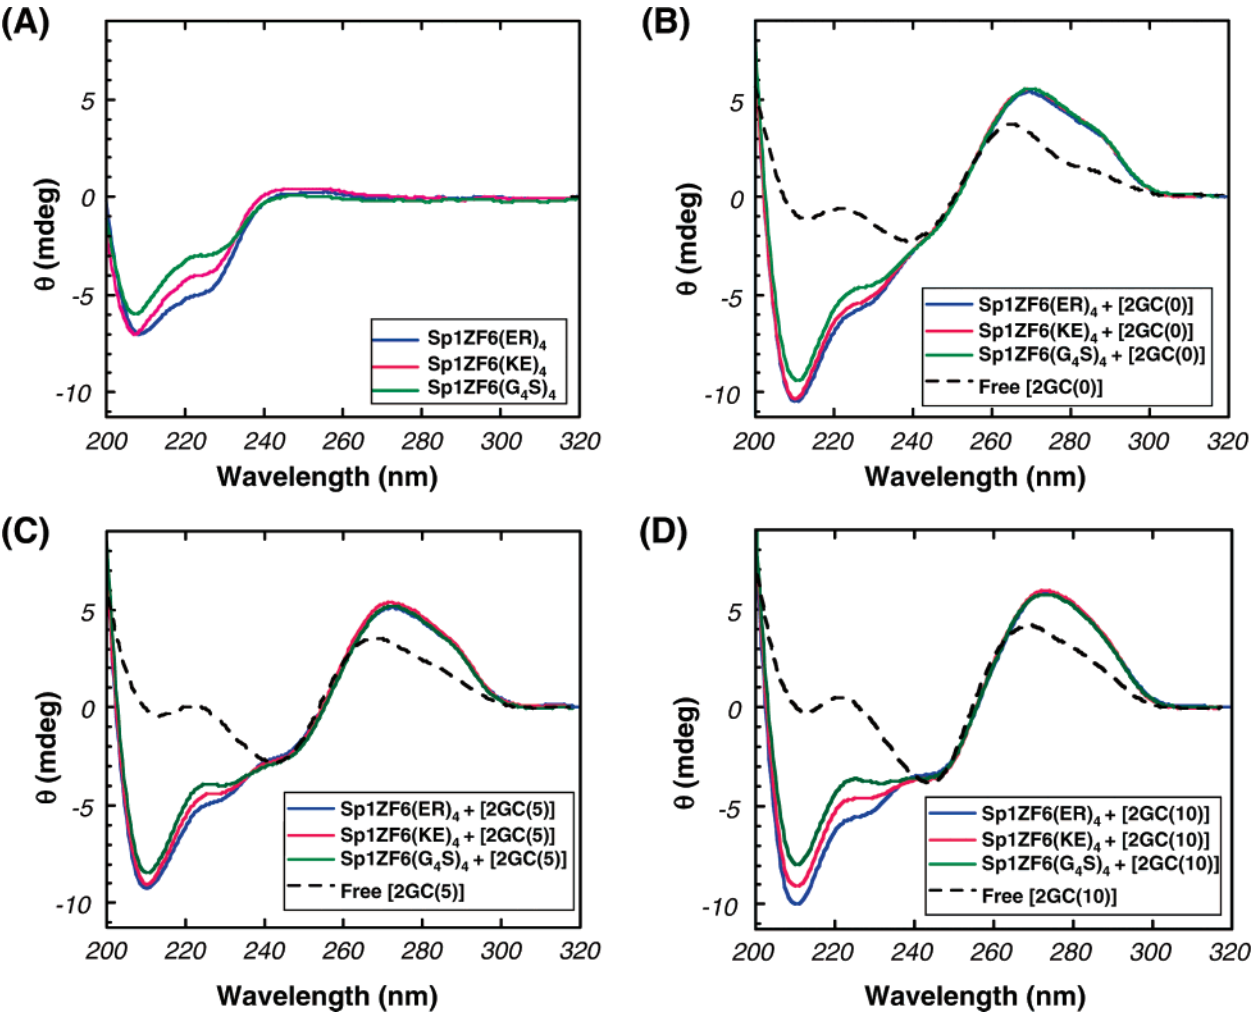 (A)
5
0
-5
-10
θ (mdeg)
Sp1ZF6(ER)4
Sp1ZF6(KE)4
Sp1ZF6(G4S)4
200 220 240 260 280 300 320
Wavelength (nm)
(B)
5
0
-5
-10
θ (mdeg)
Sp1ZF6(ER)4 + [2GC(0)]
Sp1ZF6(KE)4 + [2GC(0)]
Sp1ZF6(G4S)4 + [2GC(0)]
Free [2GC(0)]
200 220 240 260 280 300 320
Wavelength (nm)
(C)
5
0
-5
-10
θ (mdeg)
Sp1ZF6(ER)4 + [2GC(5)]
Sp1ZF6(KE)4 + [2GC(5)]
Sp1ZF6(G4S)4 + [2GC(5)]
Free [2GC(5)]
200 220 240 260 280 300 320
Wavelength (nm)
(D)
5
0
-5
-10
θ (mdeg)
Sp1ZF6(ER)4 + [2GC(10)]
Sp1ZF6(KE)4 + [2GC(10)]
Sp1ZF6(G4S)4 + [2GC(10)]
Free [2GC(10)]
200 220 240 260 280 300 320
Wavelength (nm)